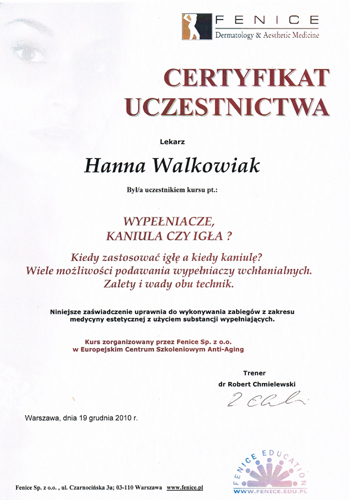 FENICE
Dermatology & Aesthetic Medicine
CERTYFIKAT
UCZESTNICTWA
Lekarz
Hanna Walkowiak
Był/a uczestnikiem kursu pt.:
WYPEŁNIACZE,
KANIULA CZY IGŁA ?
Kiedy zastosować igłę a kiedy kaniulę?
Wiele możliwości podawania wypełniaczy wchłanialnych.
Zalety i wady obu technik.
Niniejsze zaświadczenie uprawnia do wykonywania zabiegów z zakresu
medycyny estetycznej z użyciem substancji wypełniających.
Kurs zorganizowany przez Fenice Sp. z o.o.
w Europejskim Centrum Szkoleniowym Anti-Aging
Trener
dr Robert Chmielewski
Warszawa, dnia 19 grudnia 2010 r.
FENICE EDUCATION
WWW.FENICE.EDU.PL
Fenice Sp. z o.o. , ul. Czarnocińska Ja; 03-110 Warszawa www.fenice.pl